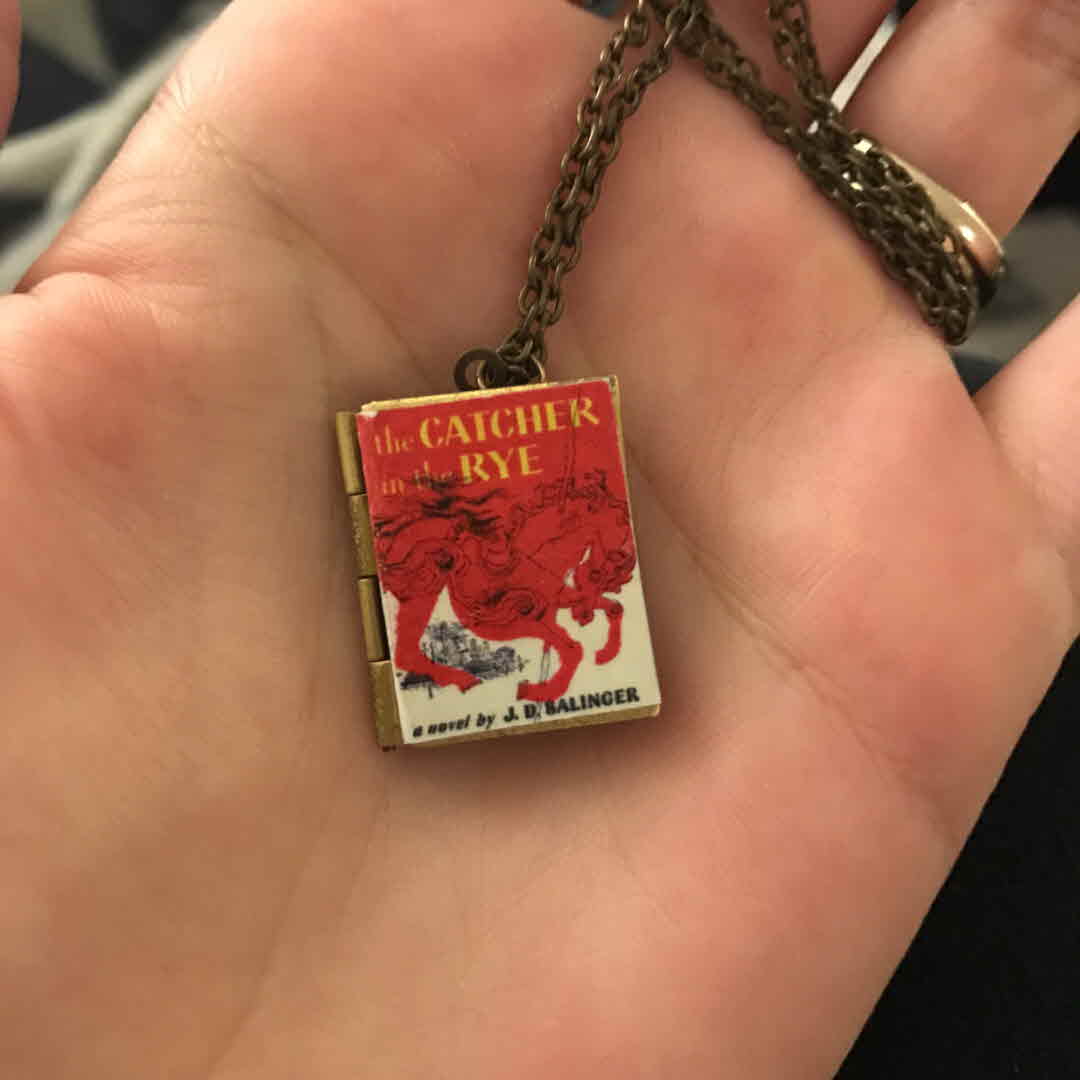 the CATCHER
in the RYE
a novel by J. D. SALINGER